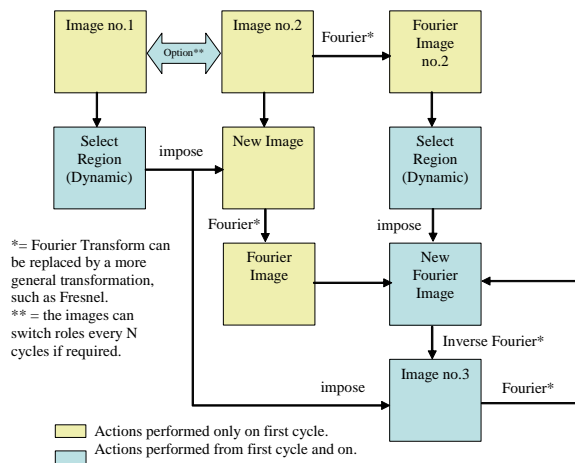 Image no.1
Option**
Image no.2
Fourier*
Fourier
Image
no.2
Select
Region
(Dynamic)
impose
New Image
Select
Region
(Dynamic)
Fourier*
impose
*= Fourier Transform can
be replaced by a more
general transformation,
such as Fresnel.
** = the images can
switch roles every N
cycles if required.
Fourier
Image
New
Fourier
Image
Inverse Fourier*
impose
Image no.3
Fourier*
Actions performed only on first cycle.
Actions performed from first cycle and on.